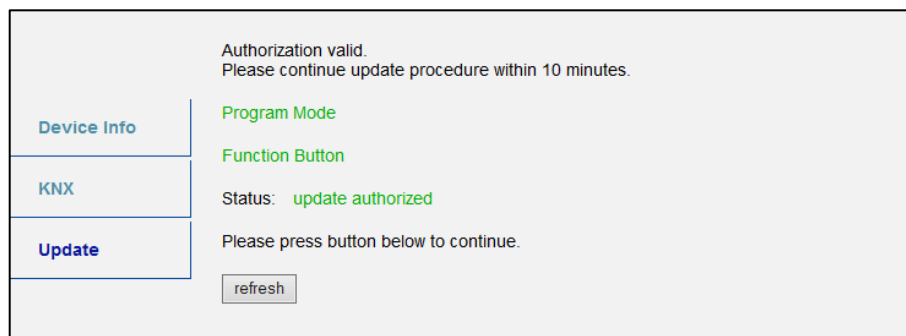 Authorization valid.
Please continue update procedure within 10 minutes.
Device Info
KNX
Update
Program Mode
Function Button
Status: update authorized
Please press button below to continue.
refresh